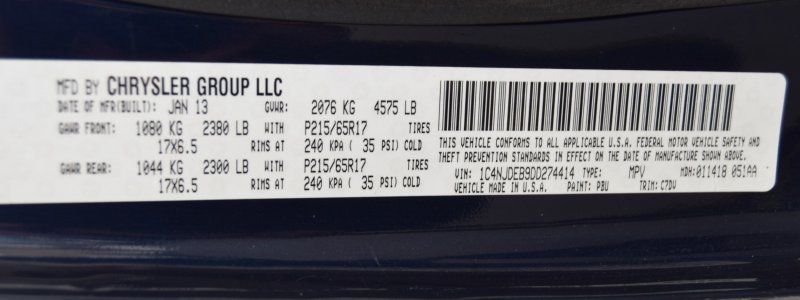 MFD BY CHRYSLER GROUP LLC
DATE OF MFR(BUILT): JAN 13 GVWR: 2076 KG 4575 LB
GAWR FRONT: 1080 KG 2380 LB WITH P215/65R17 TIRES
17X6.5 RIMS AT 240 KPA ( 35 PSI) COLD
GAWR REAR: 1044 KG 2300 LB WITH P215/65R17 TIRES
17X6.5 RIMS AT 240 KPA ( 35 PSI) COLD
THIS VEHICLE CONFORMS TO ALL APPLICABLE U.S.A. FEDERAL MOTOR VEHICLE SAFETY AND
THEFT PREVENTION STANDARDS IN EFFECT ON THE DATE OF MANUFACTURE SHOWN ABOVE.
VIN: 1C4NJDEB9DD274414 TYPE: MPV MDH: 011418 051AA
VEHICLE MADE IN U.S.A. PAINT: PBU TRIM: C7DV